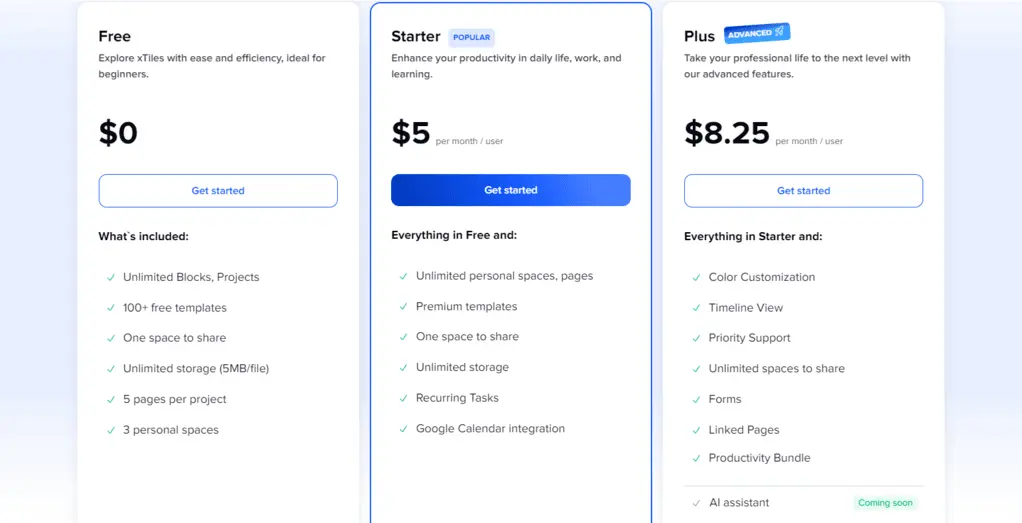 Free
Explore xTiles with ease and efficiency, ideal for
beginners.
$0
Get started
What`s included:
Unlimited Blocks, Projects
100+ free templates
One space to share
Unlimited storage (5MB/file)
5 pages per project
3 personal spaces
Starter POPULAR
Enhance your productivity in daily life, work, and
learning.
$5 per month / user
Get started
Everything in Free and:
Unlimited personal spaces, pages
Premium templates
One space to share
Unlimited storage
Recurring Tasks
Google Calendar integration
Plus ADVANCED
Take your professional life to the next level with
our advanced features.
$8.25 per month / user
Get started
Everything in Starter and:
Color Customization
Timeline View
Priority Support
Unlimited spaces to share
Forms
Linked Pages
Productivity Bundle
AI assistant Coming soon